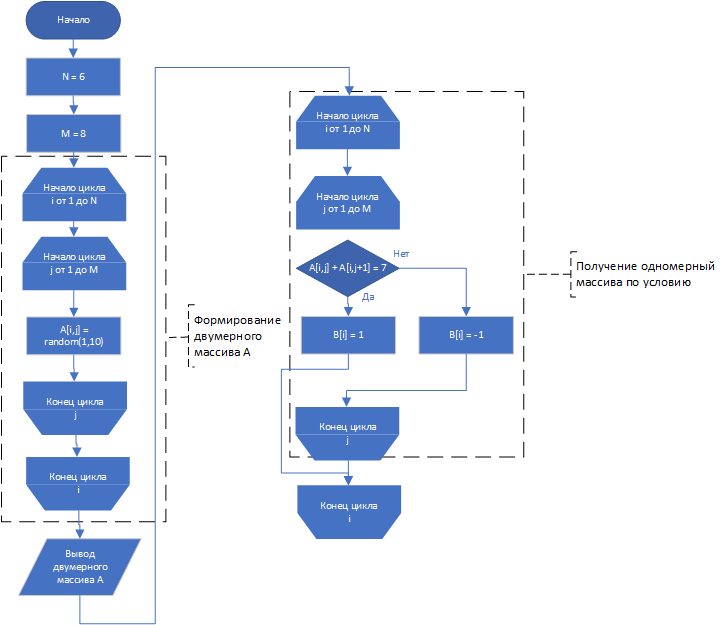 Начало
N = 6
M = 8
Начало цикла
i от 1 до N
Начало цикла
j от 1 до M
A[i,j] =
random(1,10)
Конец цикла
j
Конец цикла
i
Вывод
двумерного
массива А
Формирование
двумерного
массива А
Начало цикла
i от 1 до N
Начало цикла
j от 1 до M
A[i,j] + A[i,j+1] = 7
Нет
Да
B[i] = 1
B[i] = -1
Конец цикла
j
Конец цикла
i
Получение одномерный
массива по условию